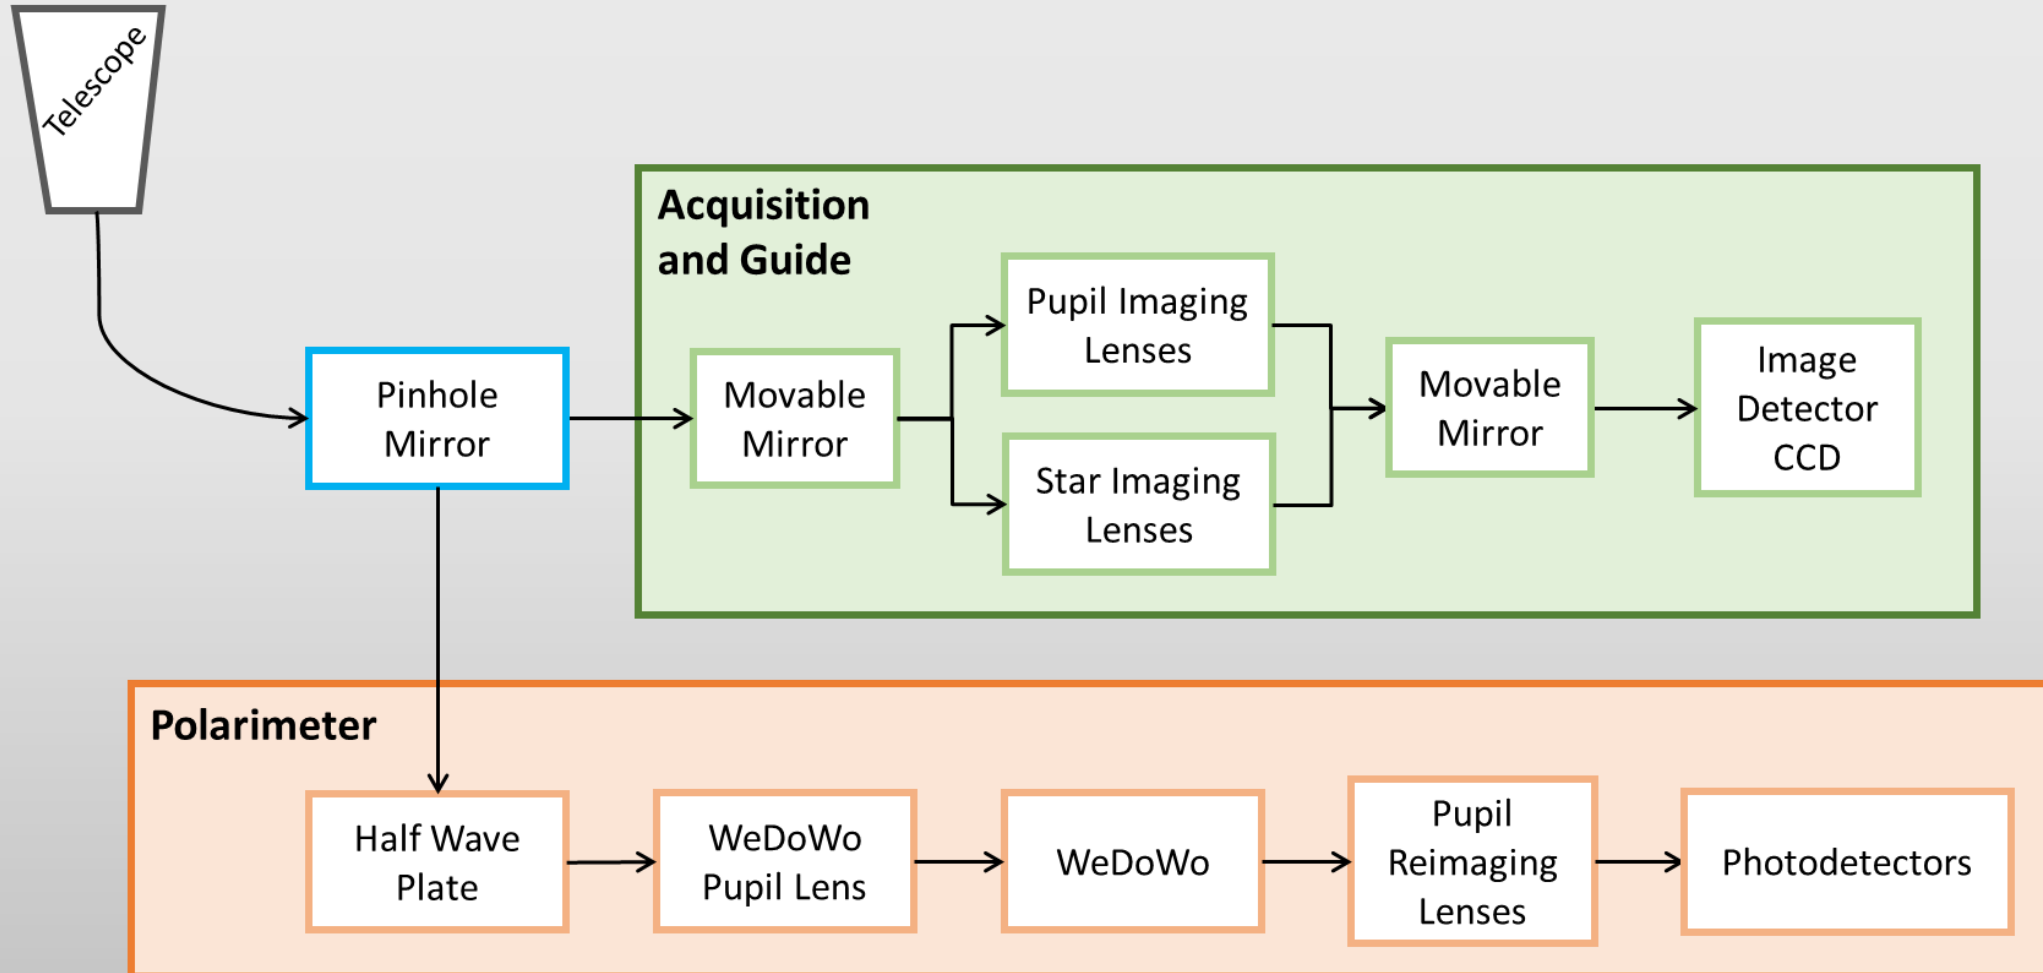 Telescope
Acquisition
and Guide
Pinhole
Mirror
Movable
Mirror
Pupil Imaging
Lenses
Star Imaging
Lenses
Movable
Mirror
Image
Detector
CCD
Polarimeter
Half Wave
Plate
WeDoWo
Pupil Lens
WeDoWo
Pupil
Reimaging
Lenses
Photodetectors